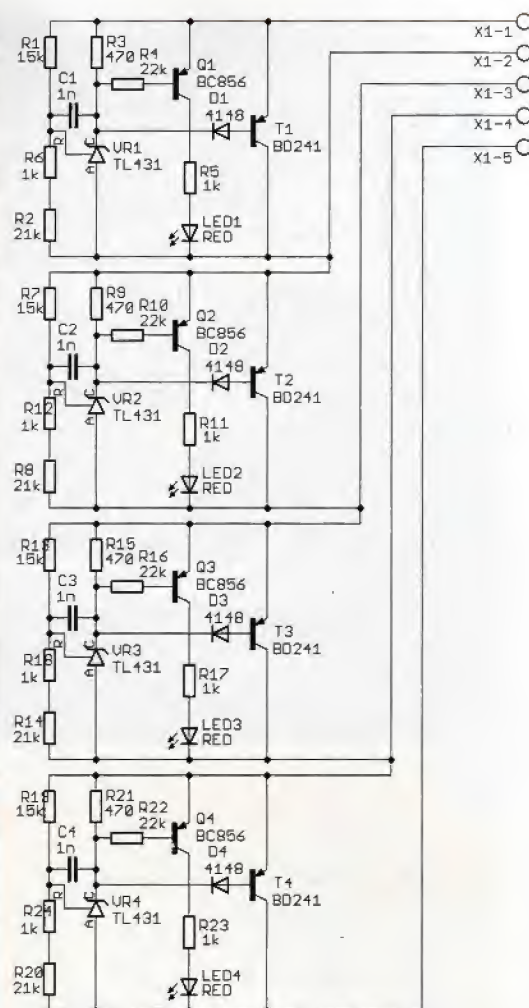 X1-1
X1-2
X1-3
X1-4
X1-5
R1
15k
R3
470
R4
22k
Q1
BC856
D1
4148
C1
1n
T1
BD241
R
C
A
VR1
TL431
R6
1k
R5
1k
R2
21k
LED1
RED
R7
15k
R9
470
R10
22k
Q2
BC856
D2
4148
C2
1n
T2
BD241
R
C
A
VR2
TL431
R12
1k
R11
1k
R8
21k
LED2
RED
R13
15k
R15
470
R16
22k
Q3
BC856
D3
4148
C3
1n
T3
BD241
R
C
A
VR3
TL431
R18
1k
R17
1k
R14
21k
LED3
RED
15k
R21
470
R22
22k
Q4
BC856
D4
4148
C4
1n
T4
BD241
R
C
A
VR4
TL431
R24
1k
R23
1k
R20
21k
LED4
RED